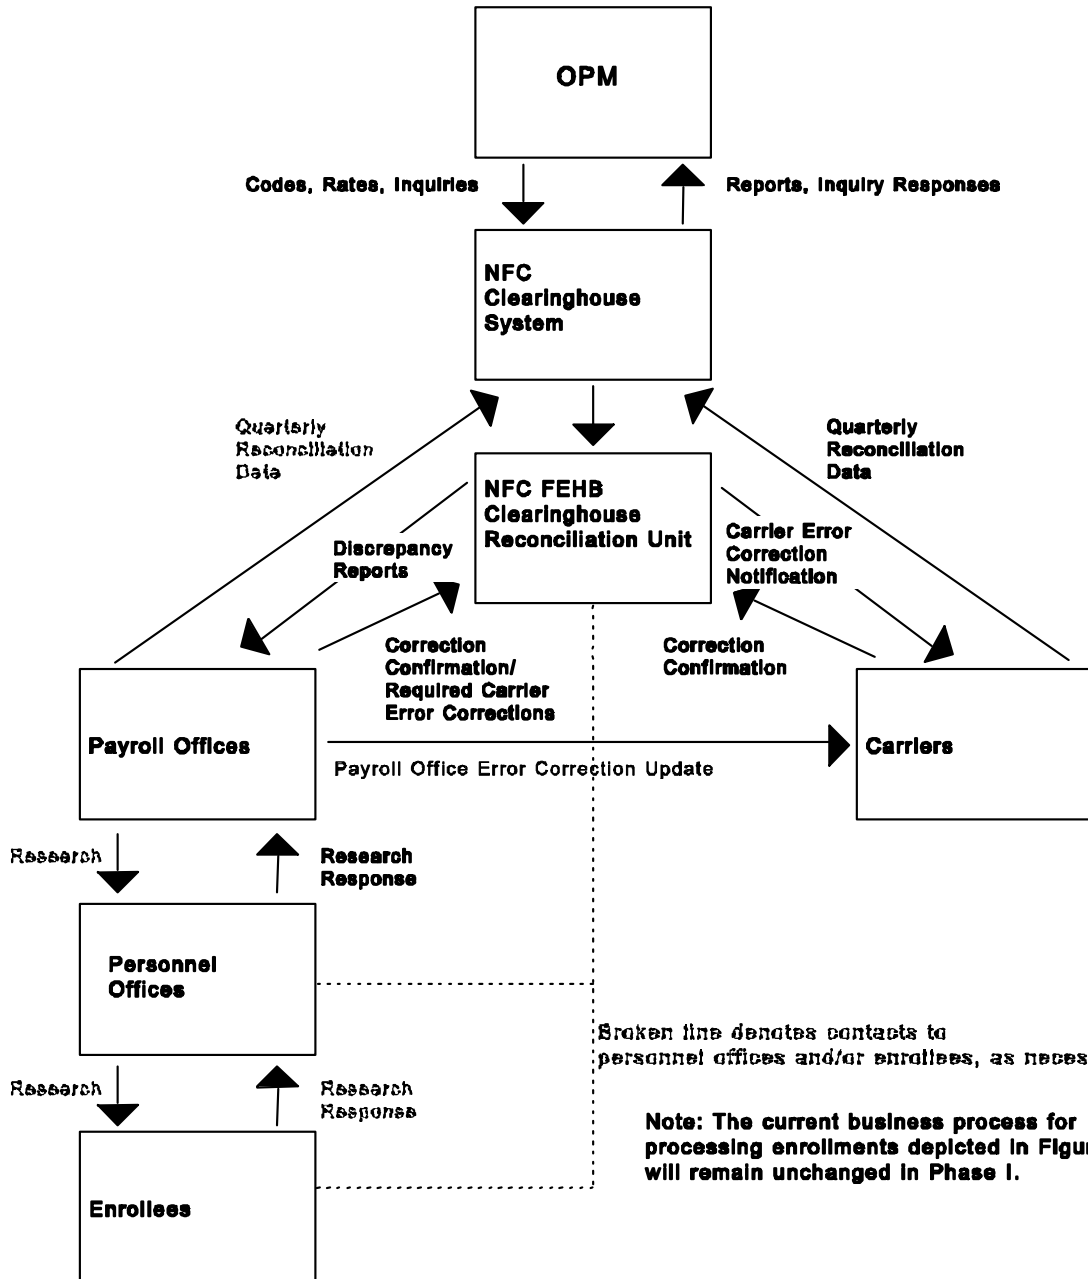 OPM
Codes, Rates, Inquiries
Reports, Inquiry Responses
NFC
Clearinghouse
System
Quarterly
Reconciliation
Data
Quarterly
Reconciliation
Data
NFC FEHB
Clearinghouse
Reconciliation Unit
Discrepancy
Reports
Carrier Error
Correction
Notification
Correction
Confirmation/
Required Carrier
Error Corrections
Correction
Confirmation
Payroll Offices
Carriers
Payroll Office Error Correction Update
Research
Research
Response
Personnel
Offices
Broken line denotes contacts to
personnel offices and/or enrollees, as neces
Research
Research
Response
Note: The current business process for
processing enrollments depicted in Figur
will remain unchanged in Phase I.
Enrollees